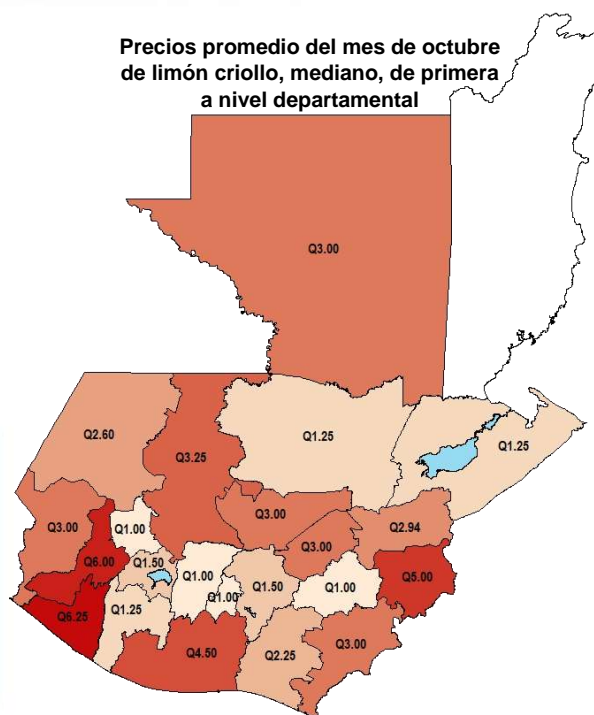 Precios promedio del mes de octubre
de limón criollo, mediano, de primera
a nivel departamental
Q3.00
Q2.60
Q3.25
Q1.25
Q1.25
Q3.00
Q1.00
Q3.00
Q2.94
Q3.00
Q6.00
Q1.50
Q1.00
Q1.00
Q1.50
Q1.00
Q5.00
Q6.25
Q1.25
Q4.50
Q2.25
Q3.00